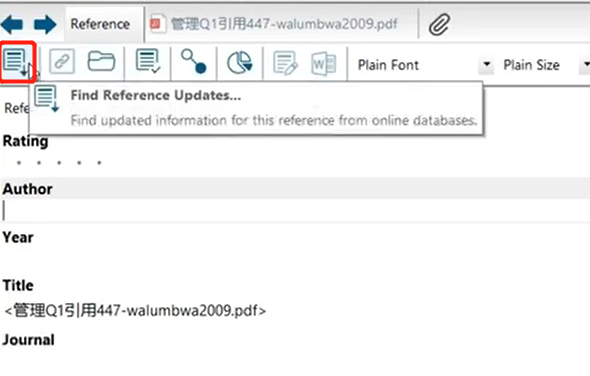 Reference 管理Q1引用447-walumbwa2009.pdf
Plain Font Plain Size
Find Reference Updates...
Find updated information for this reference from online databases.
Refe
Rating
Author
Year
Title
<管理Q1引用447-walumbwa2009.pdf>
Journal